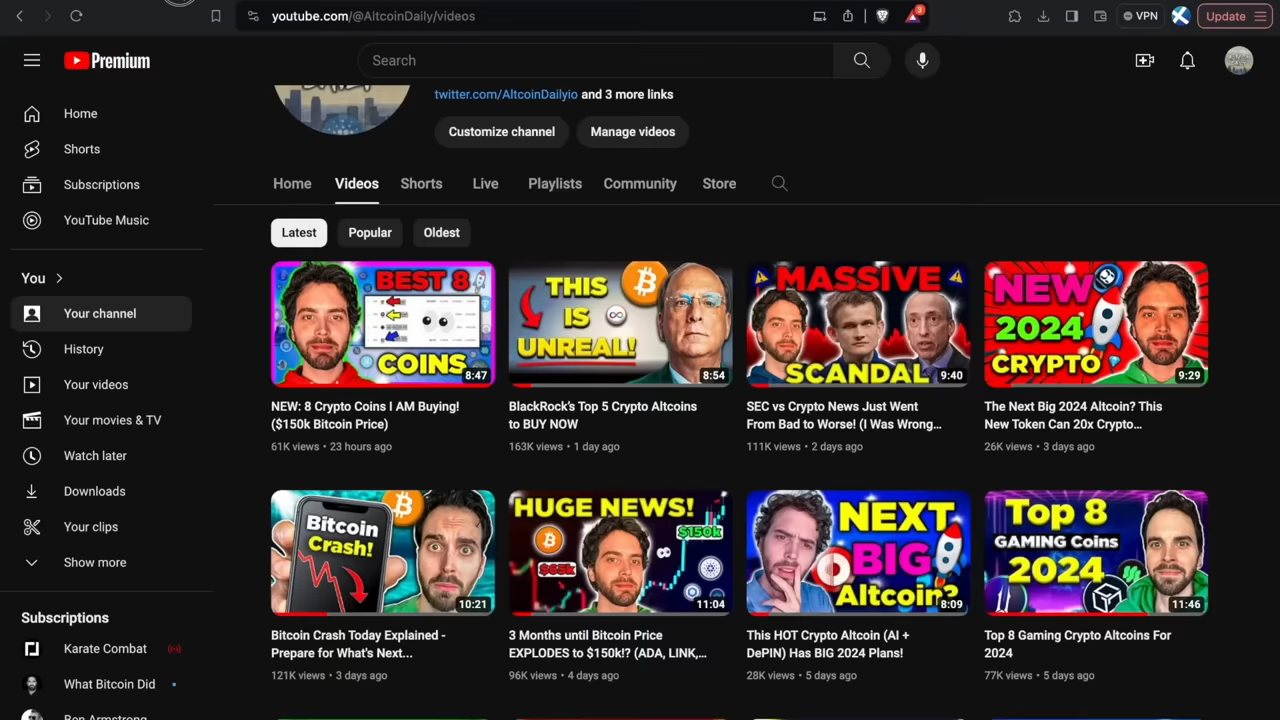 youtube.com/@AltcoinDaily/videos
3
VPN
Update
Premium
Search
twitter.com/AltcoinDailyio and 3 more links
Customize channel
Manage videos
Home
Videos
Shorts
Live
Playlists
Community
Store
Latest
Popular
Oldest
Home
Shorts
Subscriptions
YouTube Music
You
Your channel
History
Your videos
Your movies & TV
Watch later
Downloads
Your clips
Show more
Subscriptions
Karate Combat
What Bitcoin Did
Ben Armstrong
BEST 8
COINS
8:47
NEW: 8 Crypto Coins I AM Buying!
($150k Bitcoin Price)
61K views • 23 hours ago
THIS
IS
UNREAL!
8:54
BlackRock's Top 5 Crypto Altcoins
to BUY NOW
163K views • 1 day ago
MASSIVE
SCANDAL
9:40
SEC vs Crypto News Just Went
From Bad to Worse! (I Was Wrong...
111K views • 2 days ago
NEW
2024
CRYPTO
9:29
The Next Big 2024 Altcoin? This
New Token Can 20x Crypto...
26K views • 3 days ago
Bitcoin
Crash!
10:21
Bitcoin Crash Today Explained -
Prepare for What's Next...
121K views • 3 days ago
HUGE NEWS!
$150k
$65k
11:04
3 Months until Bitcoin Price
EXPLODES to $150k!? (ADA, LINK,...
96K views • 4 days ago
NEXT
BIG
Altcoin?
8:09
This HOT Crypto Altcoin (AI +
DePIN) Has BIG 2024 Plans!
28K views • 5 days ago
Top 8
GAMING Coins
2024
11:46
Top 8 Gaming Crypto Altcoins For
2024
77K views • 5 days ago